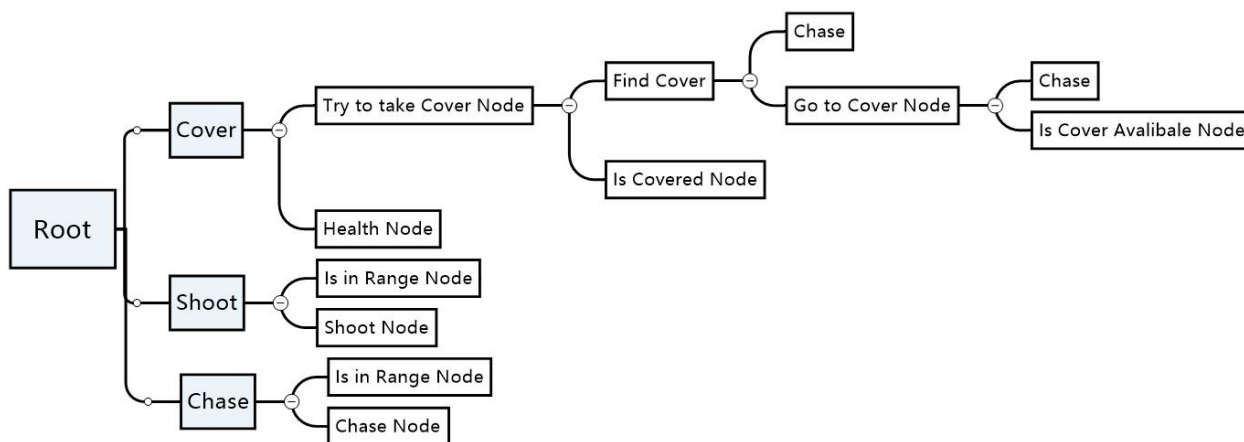 Chase
Find Cover
Chase
Try to take Cover Node
Go to Cover Node
Cover
Is Cover Avalibale Node
Is Covered Node
Root
Health Node
Is in Range Node
Shoot
Shoot Node
Is in Range Node
Chase
Chase Node